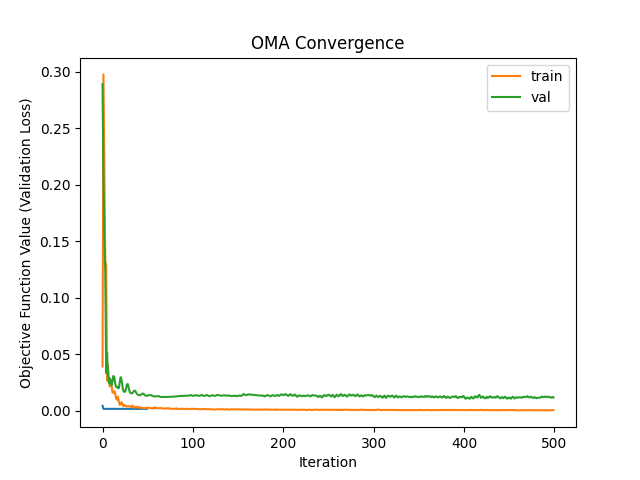 OMA Convergence
train
val
Objective Function Value (Validation Loss)
0.30
0.25
0.20
0.15
0.10
0.05
0.00
0 100 200 300 400 500
Iteration